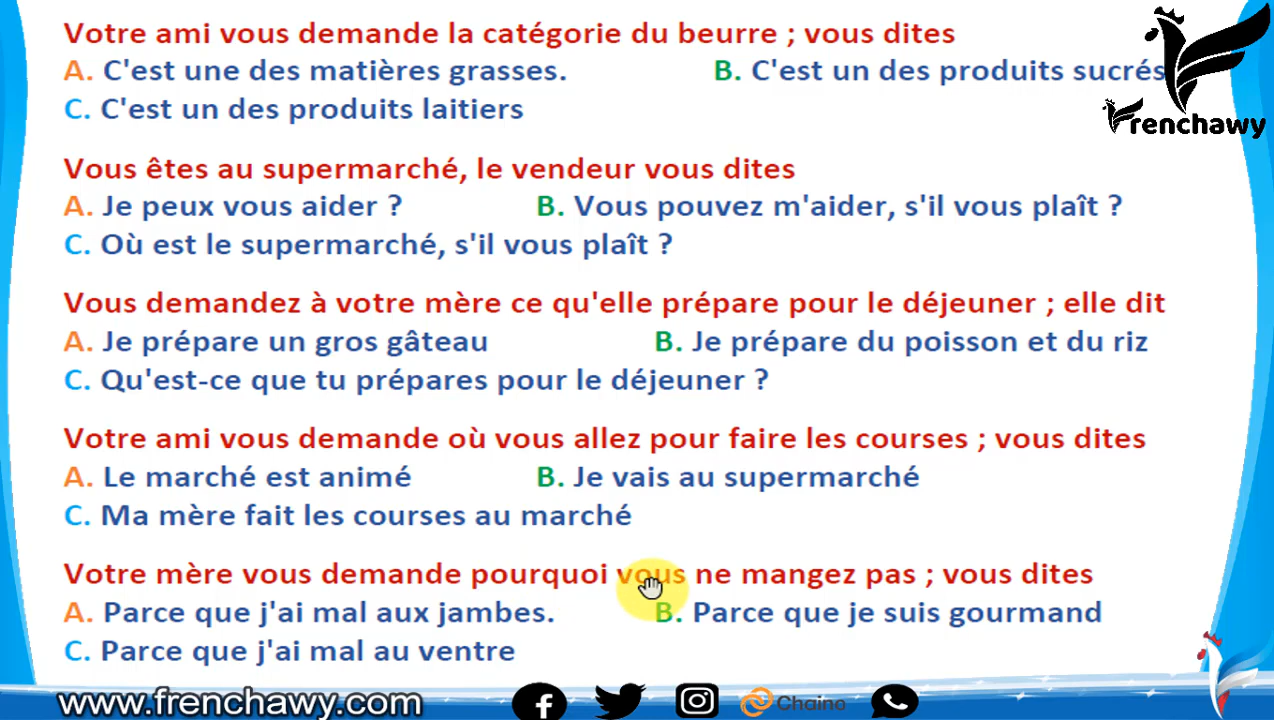 Votre ami vous demande la catégorie du beurre ; vous dites
A. C'est une des matières grasses. B. C'est un des produits sucrés
C. C'est un des produits laitiers
Frenchawy
Vous êtes au supermarché, le vendeur vous dites
A. Je peux vous aider ? B. Vous pouvez m'aider, s'il vous plaît ?
C. Où est le supermarché, s'il vous plaît ?
Vous demandez à votre mère ce qu'elle prépare pour le déjeuner ; elle dit
A. Je prépare un gros gâteau B. Je prépare du poisson et du riz
C. Qu'est-ce que tu prépares pour le déjeuner ?
Votre ami vous demande où vous allez pour faire les courses ; vous dites
A. Le marché est animé B. Je vais au supermarché
C. Ma mère fait les courses au marché
Votre mère vous demande pourquoi vous ne mangez pas ; vous dites
A. Parce que j'ai mal aux jambes. B. Parce que je suis gourmand
C. Parce que j'ai mal au ventre
www.frenchawy.com Chaino